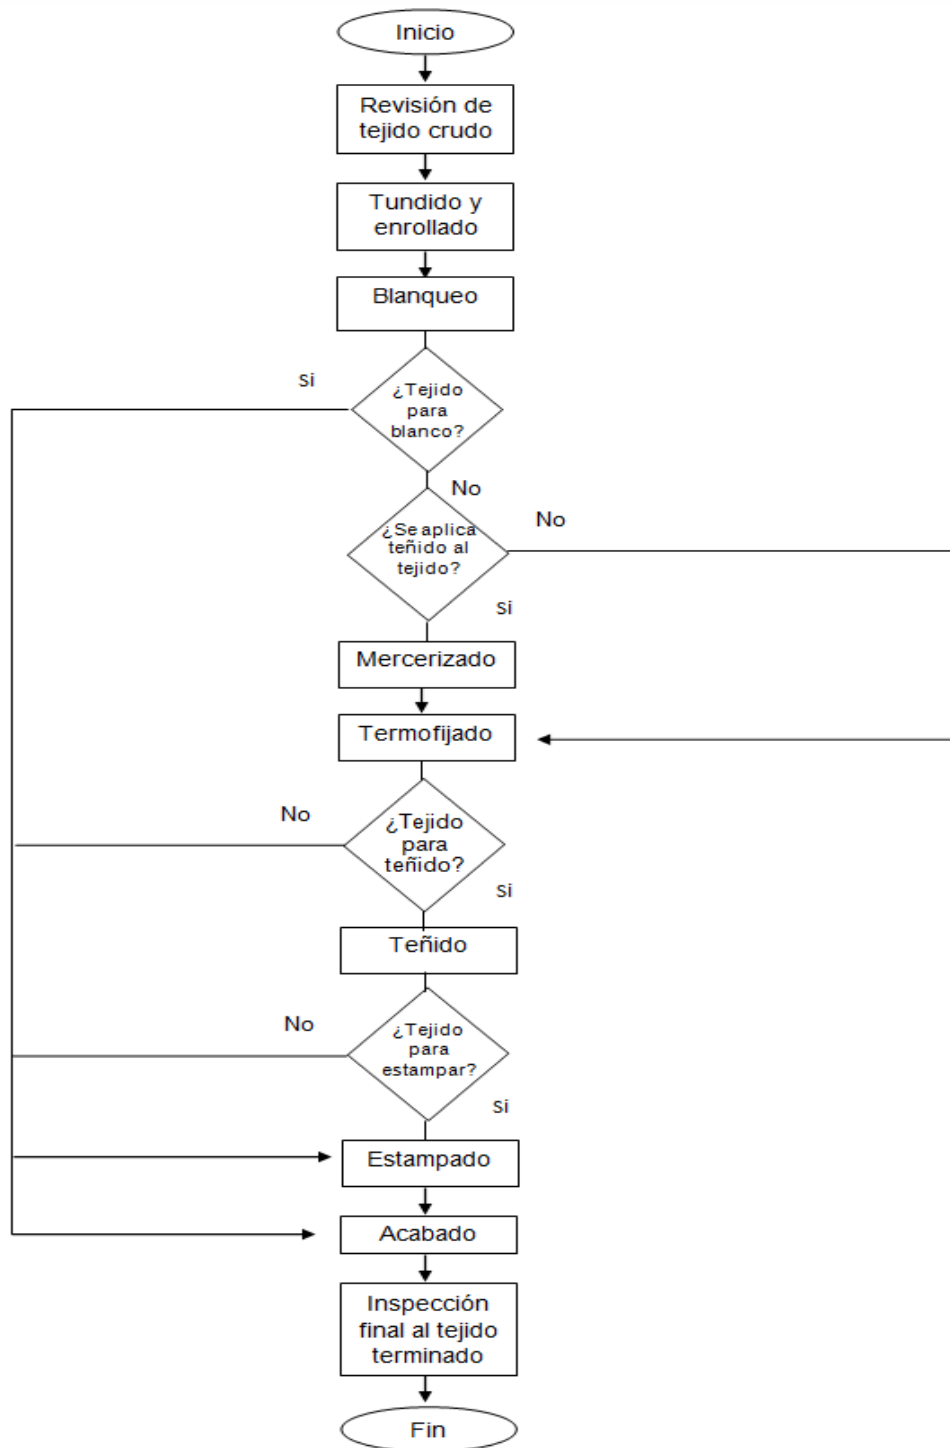 Inicio
Revisión de
tejido crudo
Tundido y
enrollado
Blanqueo
Si
¿Tejido
para
blanco?
No
¿Se aplica
teñido al
tejido?
No
Si
Mercerizado
Termofijado
No
¿Tejido
para
teñido?
Si
Teñido
No
¿Tejido
para
estampar?
Si
Estampado
Acabado
Inspección
final al tejido
terminado
Fin